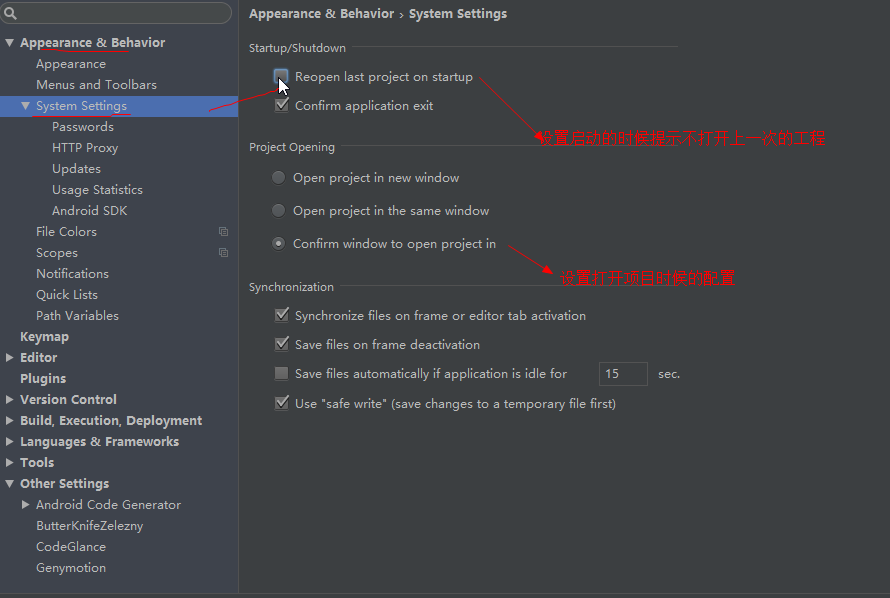 Appearance & Behavior › System Settings
Appearance & Behavior
Appearance
Menus and Toolbars
System Settings
Passwords
HTTP Proxy
Updates
Usage Statistics
Android SDK
File Colors
Scopes
Notifications
Quick Lists
Path Variables
Keymap
Editor
Plugins
Version Control
Build, Execution, Deployment
Languages & Frameworks
Tools
Other Settings
Android Code Generator
ButterKnifeZelezny
CodeGlance
Genymotion
Startup/Shutdown
Reopen last project on startup
Confirm application exit
设置启动的时候提示不打开上一次的工程
Project Opening
Open project in new window
Open project in the same window
Confirm window to open project in
设置打开项目时候的配置
Synchronization
Synchronize files on frame or editor tab activation
Save files on frame deactivation
Save files automatically if application is idle for 15 sec.
Use "safe write" (save changes to a temporary file first)